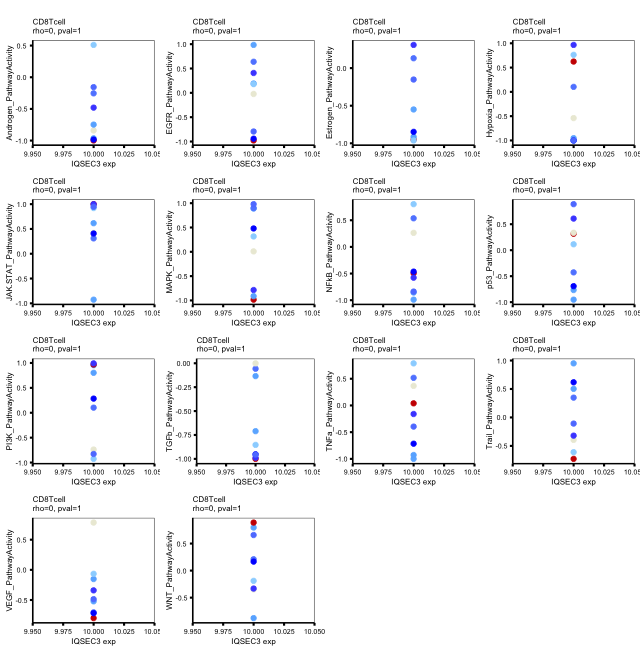 CD8Tcell
rho=0, pval=1
Androgen_PathwayActivity
0.5
0.0
-0.5
-1.0
9.950 9.975 10.000 10.025 10.05
IQSEC3 exp
CD8Tcell
rho=0, pval=1
EGFR_PathwayActivity
1.0
0.5
0.0
-0.5
-1.0
9.950 9.975 10.000 10.025 10.05
IQSEC3 exp
CD8Tcell
rho=0, pval=1
Estrogen_PathwayActivity
0.0
-0.5
-1.0
9.950 9.975 10.000 10.025 10.05
IQSEC3 exp
CD8Tcell
rho=0, pval=1
Hypoxia_PathwayActivity
1.0
0.5
0.0
-0.5
-1.0
9.950 9.975 10.000 10.025 10.05
IQSEC3 exp
CD8Tcell
rho=0, pval=1
JAK.STAT_PathwayActivity
1.0
0.5
0.0
-0.5
-1.0
9.950 9.975 10.000 10.025 10.05
IQSEC3 exp
CD8Tcell
rho=0, pval=1
MAPK_PathwayActivity
1.0
0.5
0.0
-0.5
-1.0
9.950 9.975 10.000 10.025 10.05
IQSEC3 exp
CD8Tcell
rho=0, pval=1
NFkB_PathwayActivity
0.5
0.0
-0.5
-1.0
9.950 9.975 10.000 10.025 10.05
IQSEC3 exp
CD8Tcell
rho=0, pval=1
p53_PathwayActivity
0.5
0.0
-0.5
-1.0
9.950 9.975 10.000 10.025 10.05
IQSEC3 exp
CD8Tcell
rho=0, pval=1
PI3K_PathwayActivity
1.0
0.5
0.0
-0.5
-1.0
9.950 9.975 10.000 10.025 10.05
IQSEC3 exp
CD8Tcell
rho=0, pval=1
TGFb_PathwayActivity
0.00
-0.25
-0.50
-0.75
-1.00
9.950 9.975 10.000 10.025 10.05
IQSEC3 exp
CD8Tcell
rho=0, pval=1
TNFa_PathwayActivity
0.5
0.0
-0.5
-1.0
9.950 9.975 10.000 10.025 10.05
IQSEC3 exp
CD8Tcell
rho=0, pval=1
Trail_PathwayActivity
1.0
0.5
0.0
-0.5
9.950 9.975 10.000 10.025 10.05
IQSEC3 exp
CD8Tcell
rho=0, pval=1
VEGF_PathwayActivity
0.5
0.0
-0.5
9.950 9.975 10.000 10.025 10.05
IQSEC3 exp
CD8Tcell
rho=0, pval=1
WNT_PathwayActivity
0.5
0.0
-0.5
9.950 9.975 10.000 10.025 10.050
IQSEC3 exp